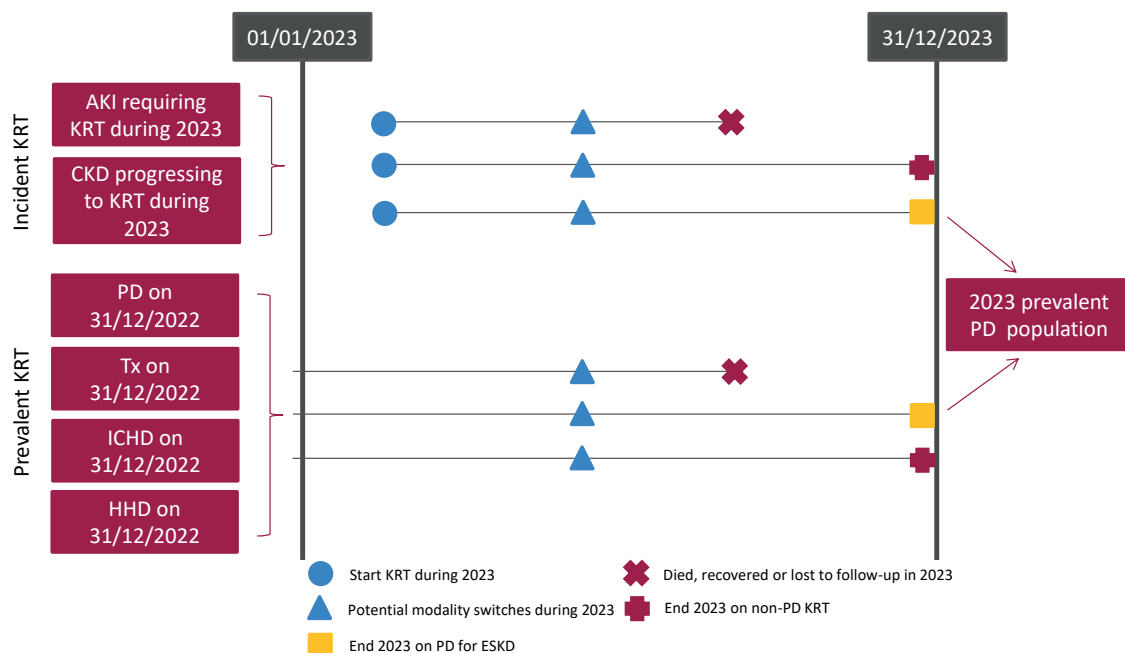 01/01/2023
31/12/2023
Incident KRT
AKI requiring
KRT during 2023
CKD progressing
to KRT during
2023
Prevalent KRT
PD on
31/12/2022
Tx on
31/12/2022
ICHD on
31/12/2022
HHD on
31/12/2022
2023 prevalent
PD population
Start KRT during 2023
Died, recovered or lost to follow-up in 2023
Potential modality switches during 2023
End 2023 on non-PD KRT
End 2023 on PD for ESKD